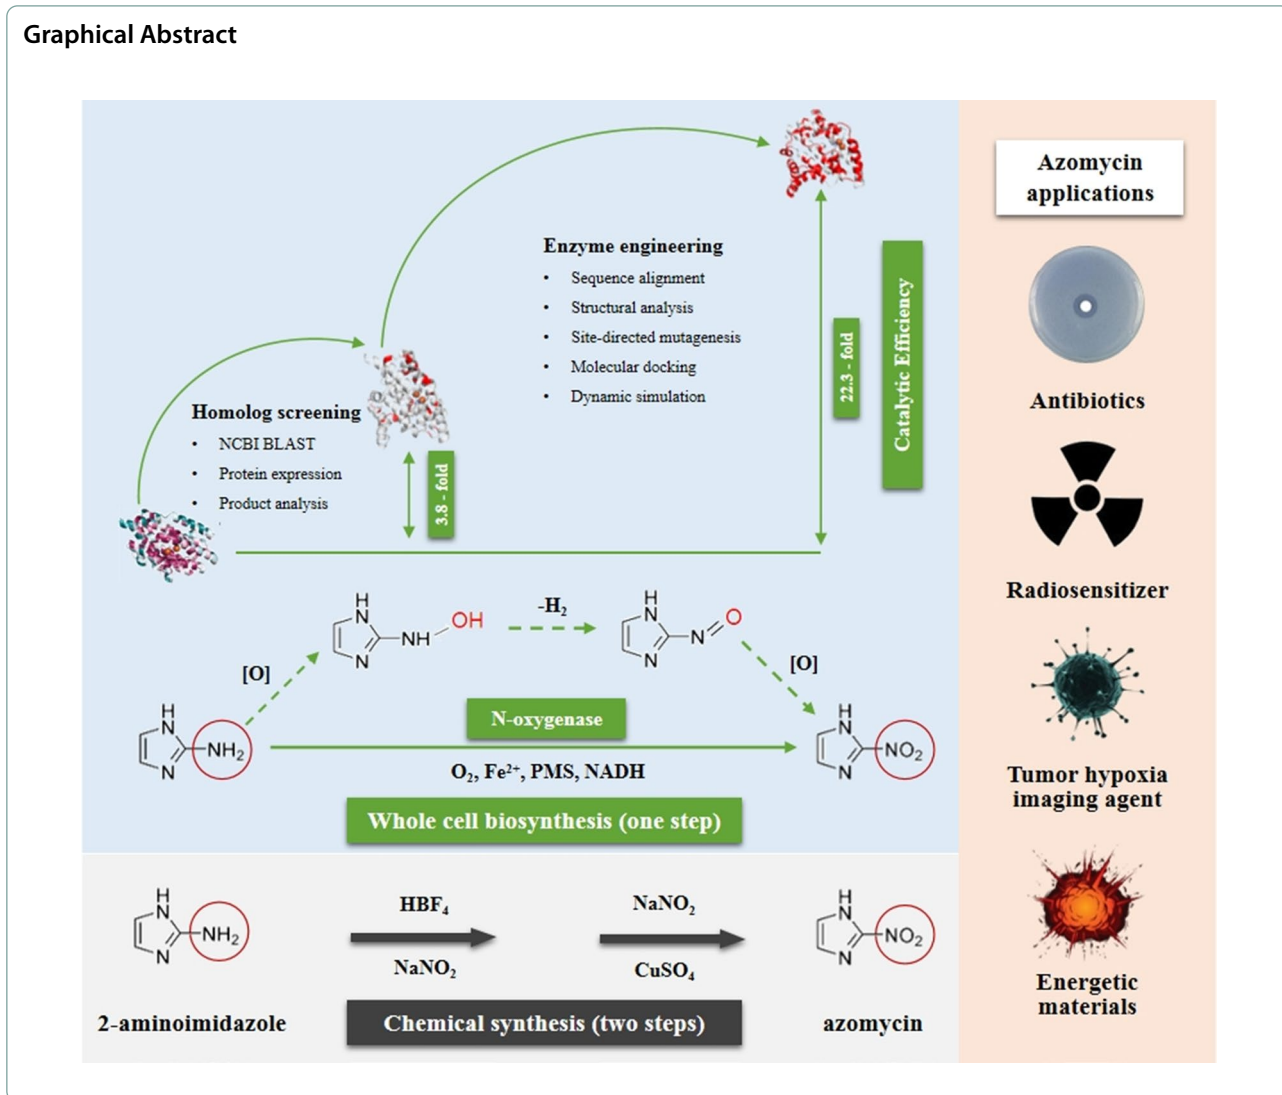 Graphical Abstract
Homolog screening
• NCBI BLAST
• Protein expression
• Product analysis
3.8 - fold
Enzyme engineering
• Sequence alignment
• Structural analysis
• Site-directed mutagenesis
• Molecular docking
• Dynamic simulation
22.3 - fold
Catalytic Efficiency
H
N
N
NH
OH
-H₂
H
N
N
N
O
[O]
[O]
H
N
N
NH₂
N-oxygenase
O₂, Fe²⁺, PMS, NADH
H
N
N
NO₂
Whole cell biosynthesis (one step)
H
N
N
NH₂
HBF₄
NaNO₂
NaNO₂
CuSO₄
H
N
N
NO₂
2-aminoimidazole
Chemical synthesis (two steps)
azomycin
Azomycin
applications
Antibiotics
Radiosensitizer
Tumor hypoxia
imaging agent
Energetic
materials